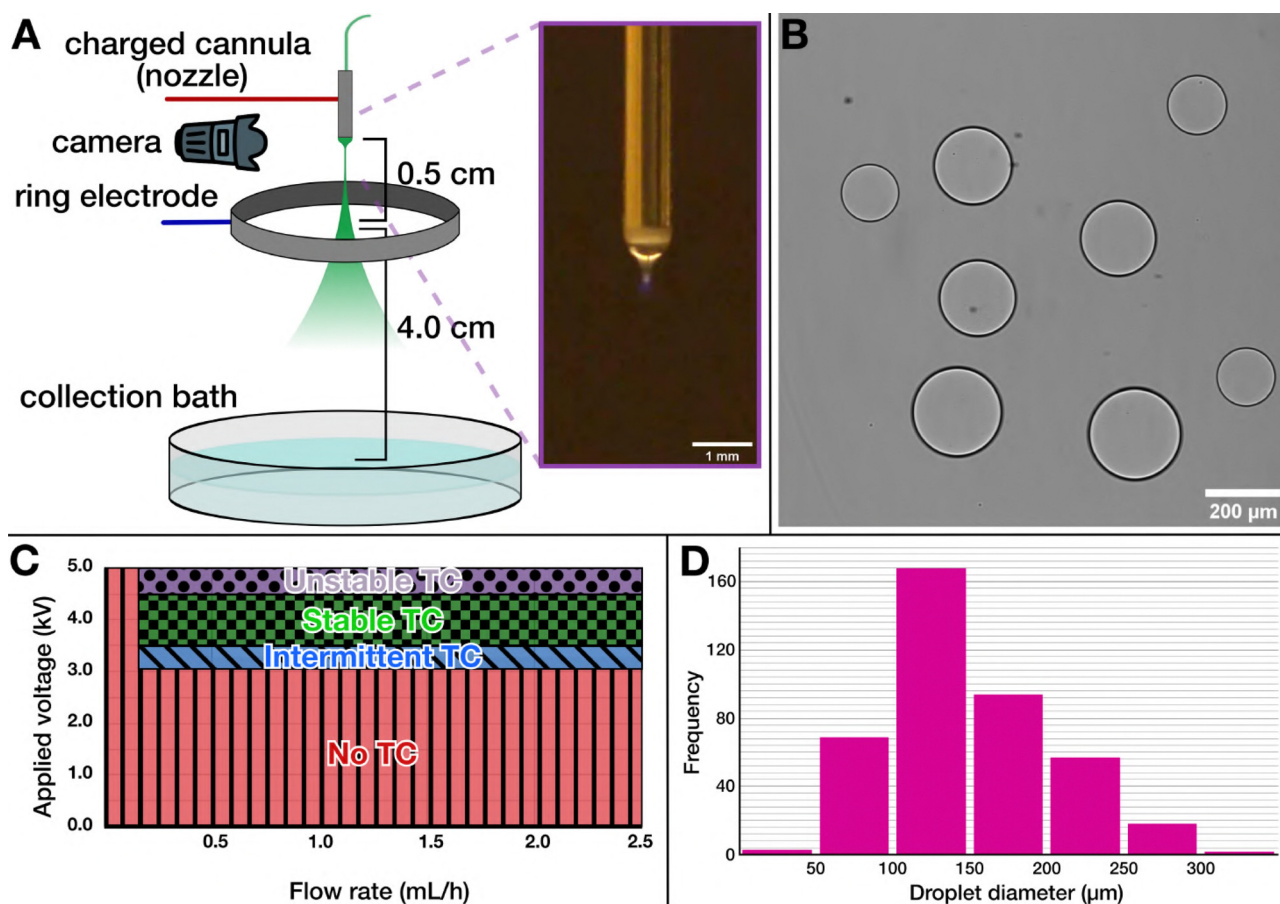 A
charged cannula
(nozzle)
camera
ring electrode
0.5 cm
4.0 cm
collection bath
1 mm
B
200 µm
C
Applied voltage (kV)
5.0
4.0
3.0
2.0
1.0
0.0
Unstable TC
Stable TC
Intermittent TC
No TC
0.5 1.0 1.5 2.0 2.5
Flow rate (mL/h)
D
Frequency
160
120
80
40
0
50 100 150 200 250 300
Droplet diameter (µm)